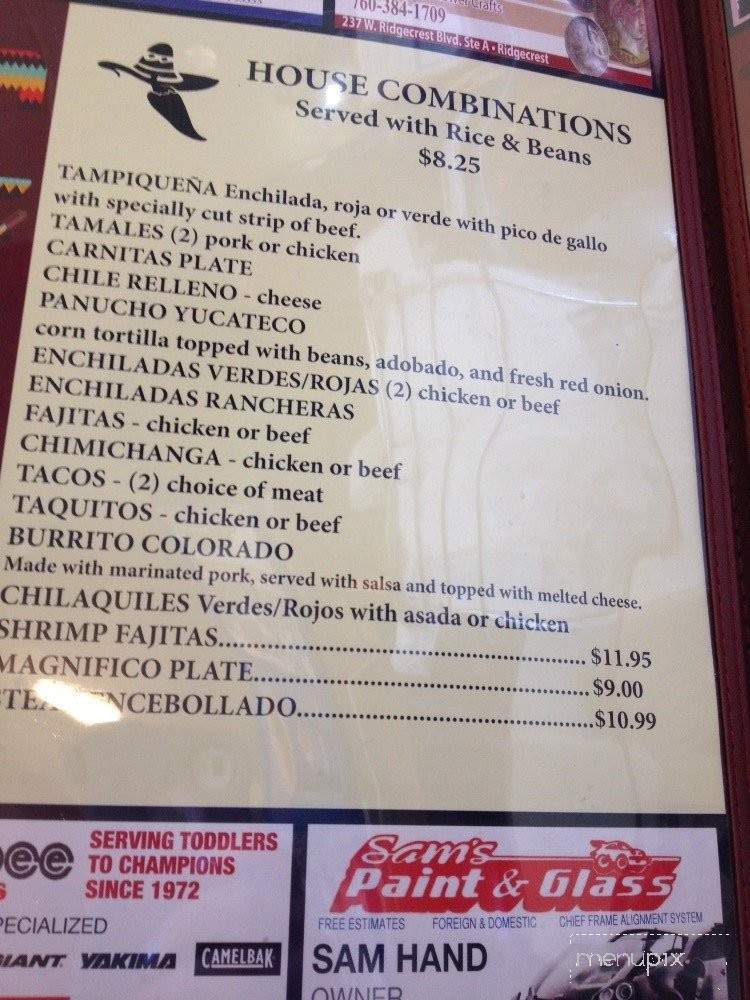 760-384-1709
237 W. Ridgecrest Blvd. Ste A • Ridgecrest
HOUSE COMBINATIONS
Served with Rice & Beans
$8.25
TAMPIQUEÑA Enchilada, roja or verde with pico de gallo
with specially cut strip of beef.
TAMALES (2) pork or chicken
CARNITAS PLATE
CHILE RELLENO - cheese
PANUCHO YUCATECO
corn tortilla topped with beans, adobado, and fresh red onion.
ENCHILADAS VERDES/ROJAS (2) chicken or beef
ENCHILADAS RANCHERAS
FAJITAS - chicken or beef
CHIMICHANGA - chicken or beef
TACOS - (2) choice of meat
TAQUITOS - chicken or beef
BURRITO COLORADO
Made with marinated pork, served with salsa and topped with melted cheese.
CHILAQUILES Verdes/Rojos with asada or chicken
SHRIMP FAJITAS.......... $11.95
MAGNIFICO PLATE.......... $9.00
ENCEBOLLADO.......... $10.99
SERVING TODDLERS
TO CHAMPIONS
SINCE 1972
YAKIMA CAMELBAK
Sam's
Paint & Glass
FREE ESTIMATES FOREIGN & DOMESTIC CHIEF FRAME ALIGNMENT SYSTEM
SAM HAND
OWNER
menupix